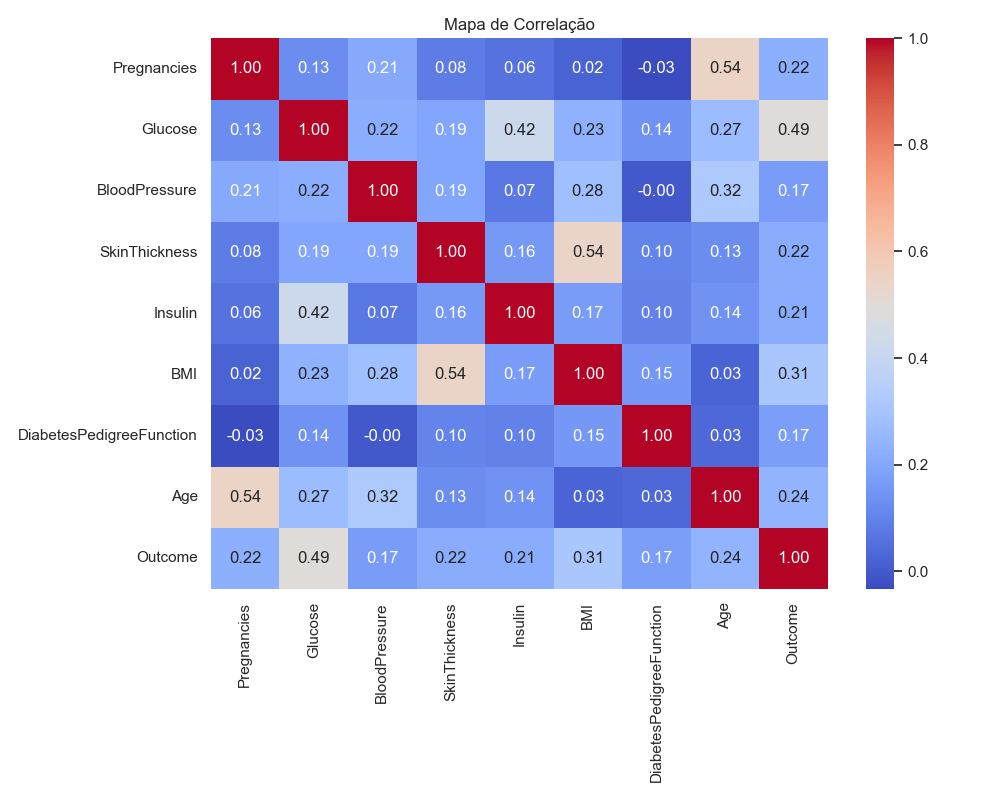 Mapa de Correlação
Pregnancies 1.00 0.13 0.21 0.08 0.06 0.02 -0.03 0.54 0.22
Glucose 0.13 1.00 0.22 0.19 0.42 0.23 0.14 0.27 0.49
BloodPressure 0.21 0.22 1.00 0.19 0.07 0.28 -0.00 0.32 0.17
SkinThickness 0.08 0.19 0.19 1.00 0.16 0.54 0.10 0.13 0.22
Insulin 0.06 0.42 0.07 0.16 1.00 0.17 0.10 0.14 0.21
BMI 0.02 0.23 0.28 0.54 0.17 1.00 0.15 0.03 0.31
DiabetesPedigreeFunction -0.03 0.14 -0.00 0.10 0.10 0.15 1.00 0.03 0.17
Age 0.54 0.27 0.32 0.13 0.14 0.03 0.03 1.00 0.24
Outcome 0.22 0.49 0.17 0.22 0.21 0.31 0.17 0.24 1.00
Pregnancies
Glucose
BloodPressure
SkinThickness
Insulin
BMI
DiabetesPedigreeFunction
Age
Outcome
1.0
0.8
0.6
0.4
0.2
0.0